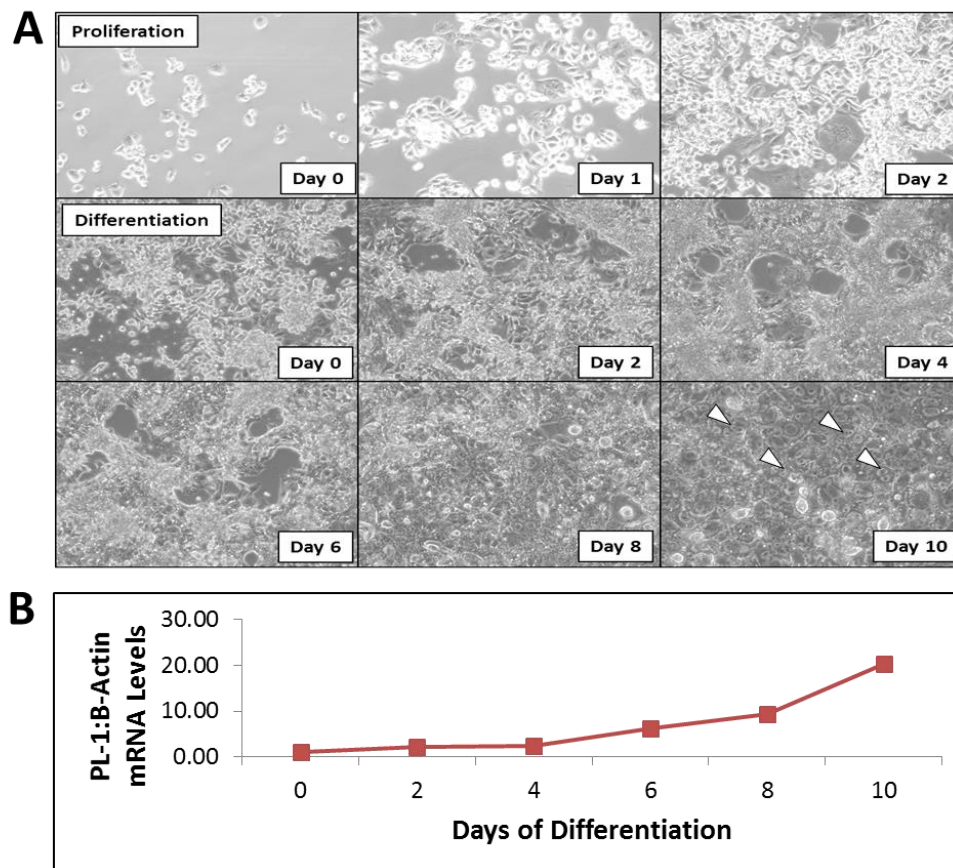 A
Proliferation
Day 0
Day 1
Day 2
Differentiation
Day 0
Day 2
Day 4
Day 6
Day 8
Day 10
B
PL-1:B-Actin
mRNA Levels
30.00
20.00
10.00
0.00
0 2 4 6 8 10
Days of Differentiation